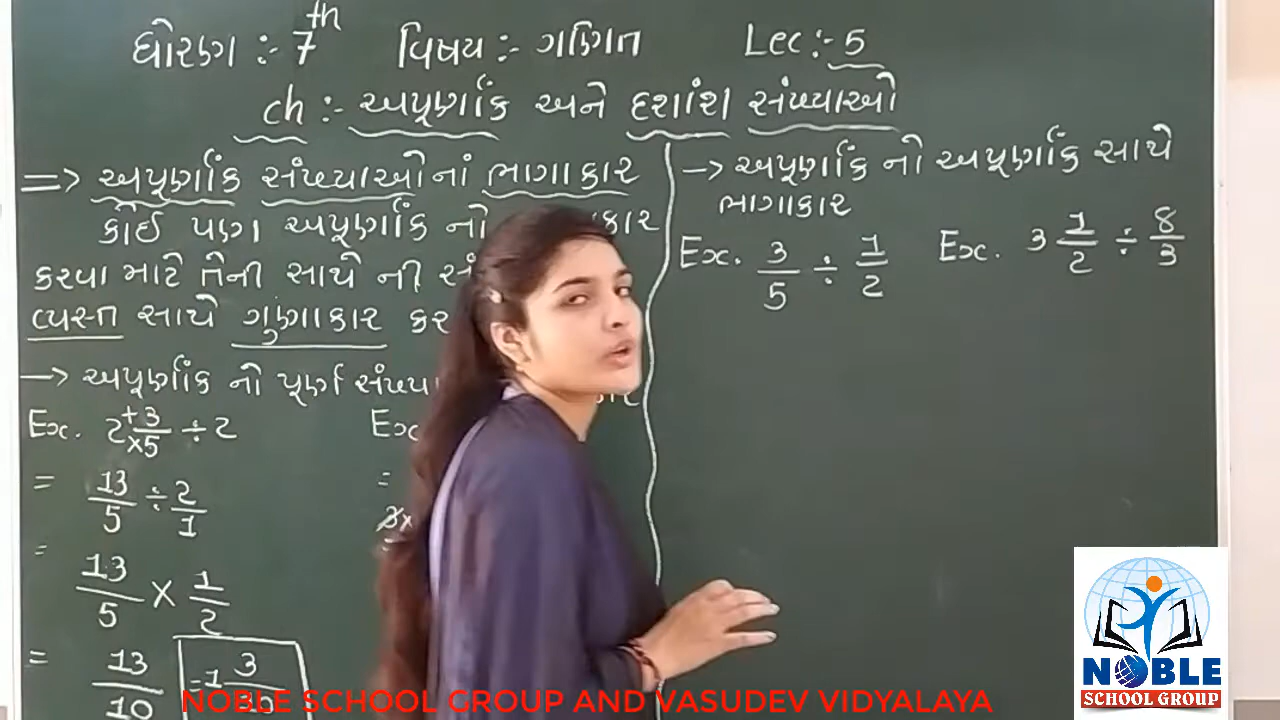 ધોરણ :- 7th વિષય :- ગણિત Lec :- 5
ch :- અપૂર્ણાંક અને દશાંશ સંખ્યાઓ
=> અપૂર્ણાંક સંખ્યાઓનાં ભાગાકાર
કોઈ પણ અપૂર્ણાંક નો
કરવા માટે તેની સાથે ની
વ્યસ્ત સાથે ગુણાકાર
-> અપૂર્ણાંક નો પૂર્ણ
Ex. 2 + 3/× 5 ÷ 2
= 13/5 ÷ 2/1
= 13/5 × 1/2
= 13/10 = 1 3/10
-> અપૂર્ણાંક નો અપૂર્ણાંક સાથે
ભાગાકાર
Ex. 3/5 ÷ 1/2
Ex. 3 1/2 ÷ 8/3
NOBLE
SCHOOL GROUP
NOBLE SCHOOL GROUP AND VASUDEV VIDYALAYA